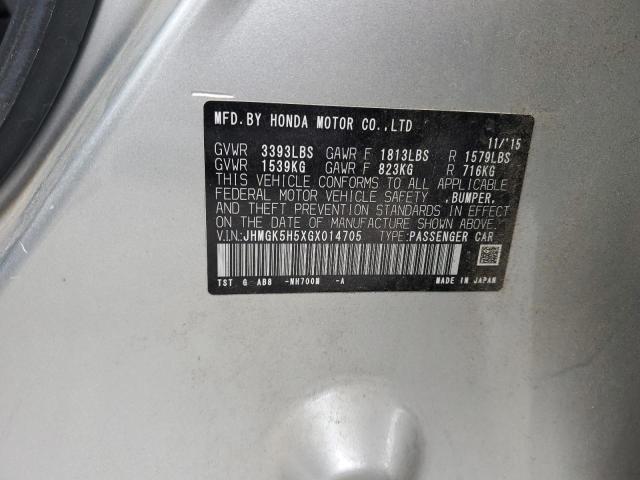 MFD.BY HONDA MOTOR CO.,LTD
11/'15
GVWR 3393LBS GAWR F 1813LBS R 1579LBS
GVWR 1539KG GAWR F 823KG R 716KG
THIS VEHICLE CONFORMS TO ALL APPLICABLE
FEDERAL MOTOR VEHICLE SAFETY ,BUMPER,
AND THEFT PREVENTION STANDARDS IN EFFECT
ON THE DATE OF MANUFACTURE SHOWN ABOVE.
V.IN.:JHMGK5H5XGX014705 TYPE:PASSENGER CAR
TST G AB8 -NH700M -A MADE IN JAPAN